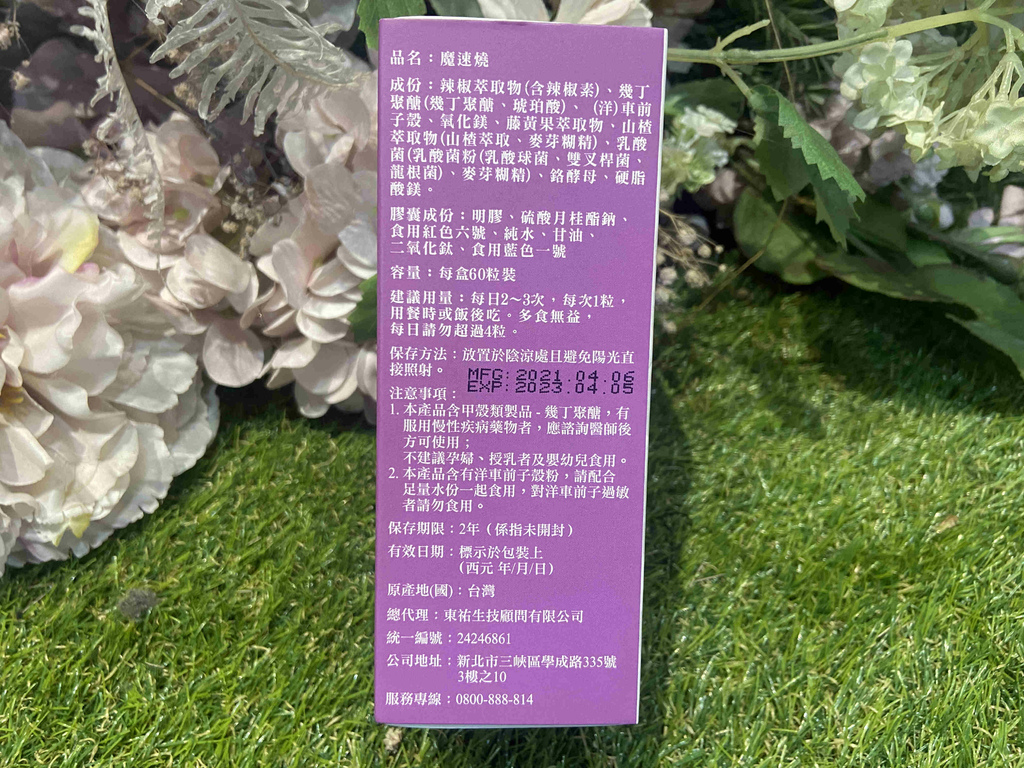 品名：魔速燒
成份：辣椒萃取物(含辣椒素)、幾丁
聚醣(幾丁聚醣、琥珀酸)、(洋)車前
子殼、氧化鎂、藤黃果萃取物、山楂
萃取物(山楂萃取、麥芽糊精)、乳酸
菌(乳酸菌粉(乳酸球菌、雙叉桿菌、
龍根菌)、麥芽糊精)、鉻酵母、硬脂
酸鎂。
膠囊成份：明膠、硫酸月桂酯鈉、
食用紅色六號、純水、甘油、
二氧化鈦、食用藍色一號
容量：每盒60粒裝
建議用量：每日2～3次，每次1粒，
用餐時或飯後吃。多食無益，
每日請勿超過4粒。
保存方法：放置於陰涼處且避免陽光直
接照射。
MFG: 2021.04.06
EXP: 2023.04.05
注意事項：
1. 本產品含甲殼類製品 - 幾丁聚醣，有
服用慢性疾病藥物者，應諮詢醫師後
方可使用；
不建議孕婦、授乳者及嬰幼兒食用。
2. 本產品含有洋車前子殼粉，請配合
足量水份一起食用，對洋車前子過敏
者請勿食用。
保存期限：2年（係指未開封）
有效日期：標示於包裝上
(西元 年/月/日)
原產地(國)：台灣
總代理：東祐生技顧問有限公司
統一編號：24246861
公司地址：新北市三峽區學成路335號
3樓之10
服務專線：0800-888-814